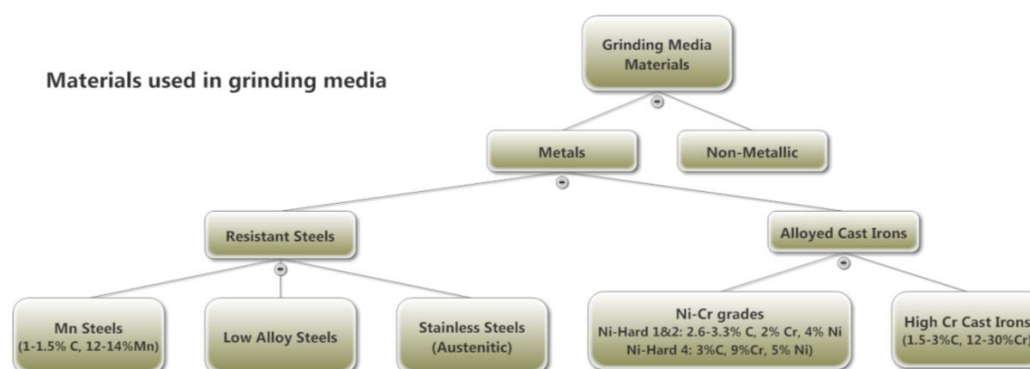 Materials used in grinding media
Grinding Media
Materials
Metals
Non-Metallic
Resistant Steels
Alloyed Cast Irons
Mn Steels
(1-1.5% C, 12-14%Mn)
Low Alloy Steels
Stainless Steels
(Austenitic)
Ni-Cr grades
Ni-Hard 1&2: 2.6-3.3% C, 2% Cr, 4% Ni
Ni-Hard 4: 3%C, 9%Cr, 5% Ni)
High Cr Cast Irons
(1.5-3%C, 12-30%Cr)